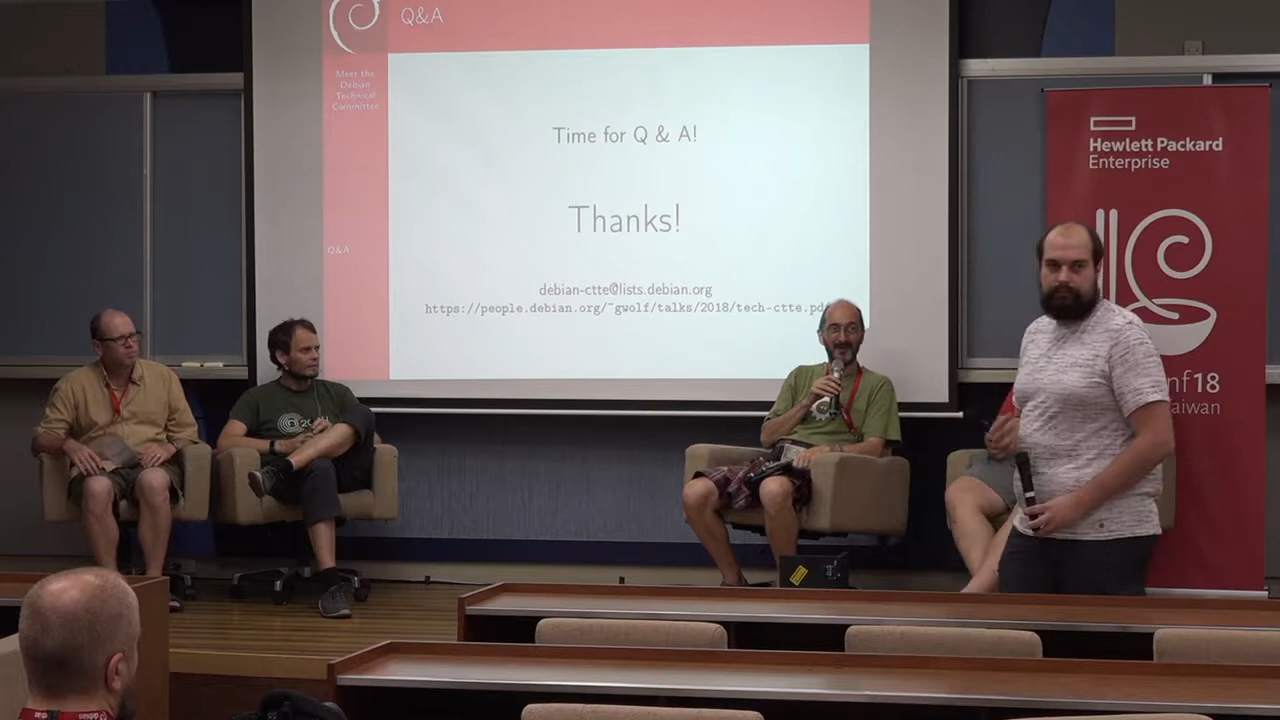 Q&A
Meet the
Debian
Technical
Committee
Time for Q & A!
Thanks!
Q&A
debian-ctte@lists.debian.org
https://people.debian.org/~gwolf/talks/2018/tech-ctte.pd
Hewlett Packard
Enterprise
nf18
aiwan